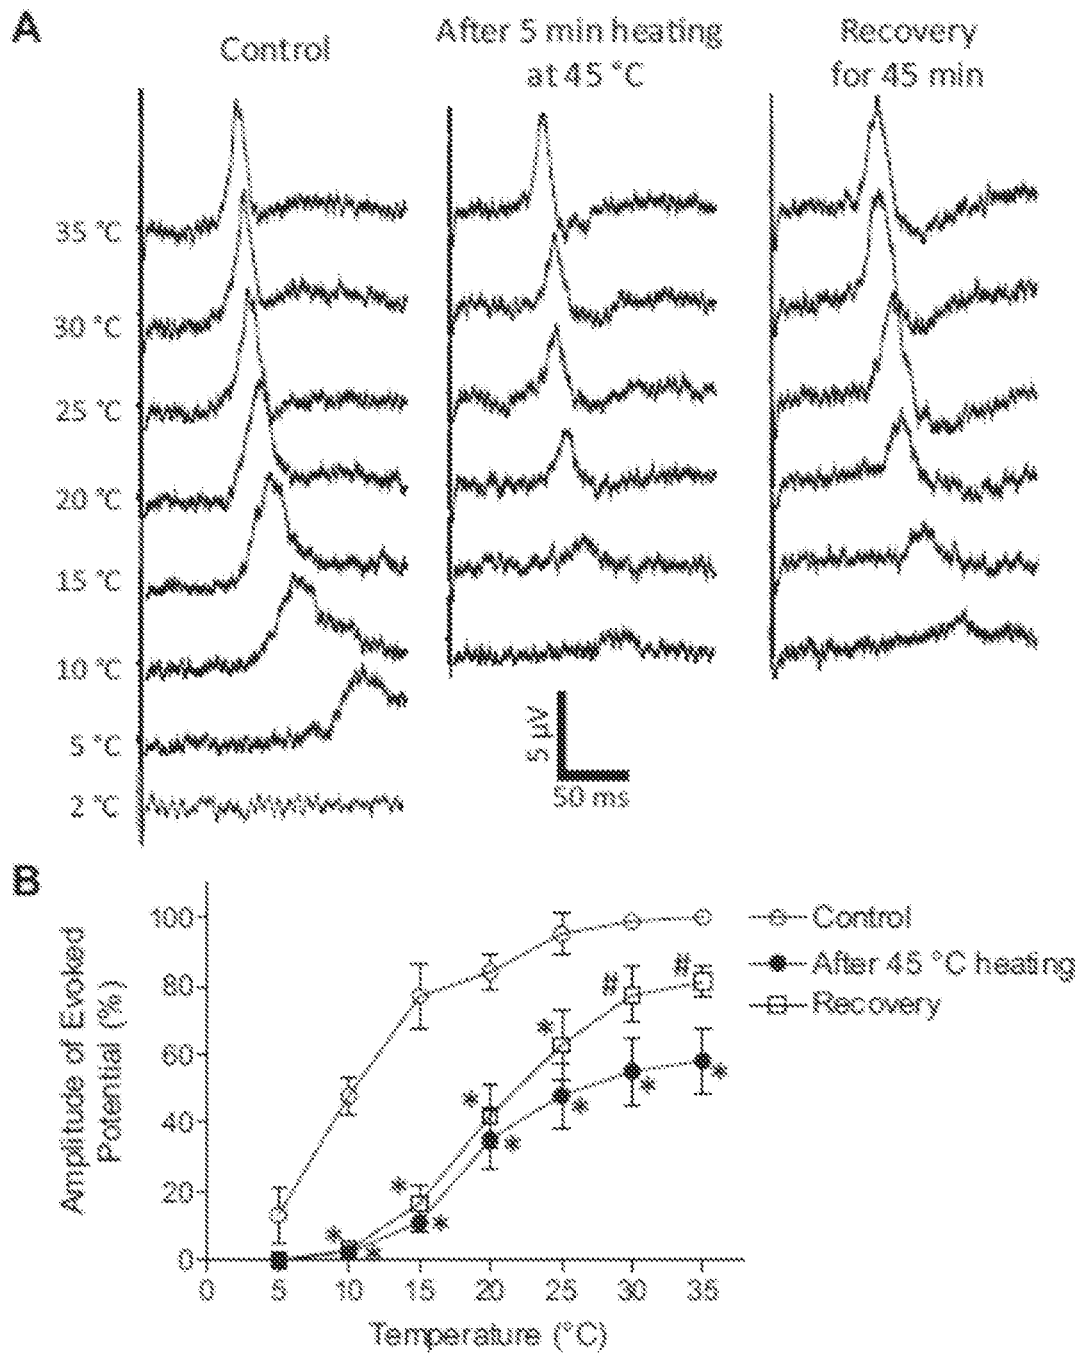 A
Control
After 5 min heating
at 45 °C
Recovery
for 45 min
35 °C
30 °C
25 °C
20 °C
15 °C
10 °C
5 °C
2 °C
5 µV
50 ms
B
Amplitude of Evoked
Potential (%)
100
80
60
40
20
0
0 5 10 15 20 25 30 35
Temperature (°C)
* * * * * # #
* * * * * *
Control
After 45 °C heating
Recovery